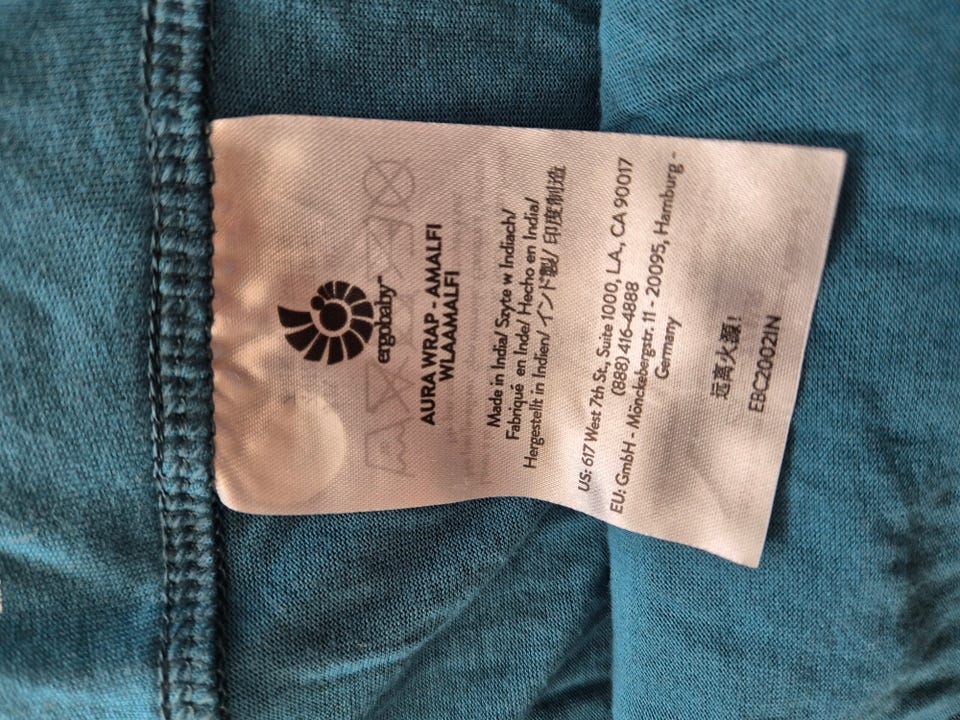 ergobaby™
AURA WRAP - AMALFI
WLAAMALFI
Made in India/ Szyte w Indiach/
Fabriqué en Inde/ Hecho en India/
Hergestellt in Indien/ インド製/ 印度制造
US: 617 West 7th St., Suite 1000, LA, CA 90017
(888) 416-4888
EU: GmbH - Mönckebergstr. 11 - 20095, Hamburg -
Germany
远离火源!
EBC20021N